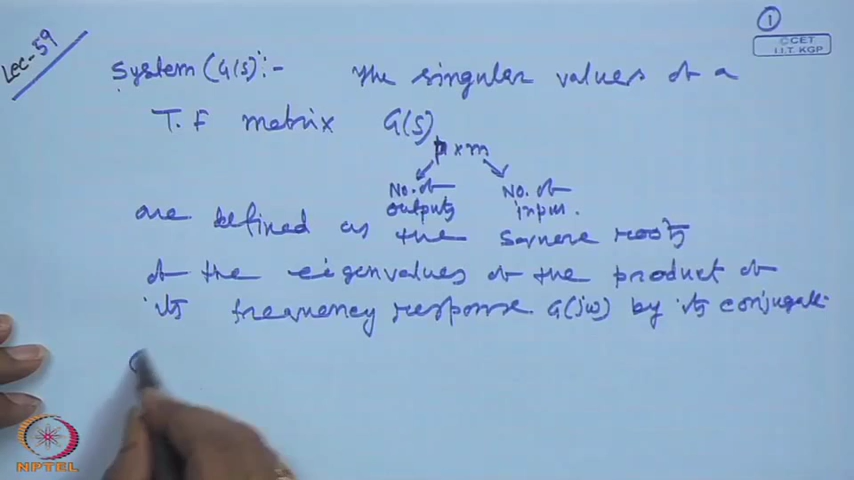 Lec-59
①
© CET
I.I.T. KGP
System (G(s)):- The singular values of a
T.F matrix G(s)
p x m
No. of No. of
outputs inputs.
are defined as the square roots
of the eigenvalues of the product of
its frequency response G(jω) by its conjugate
NPTEL